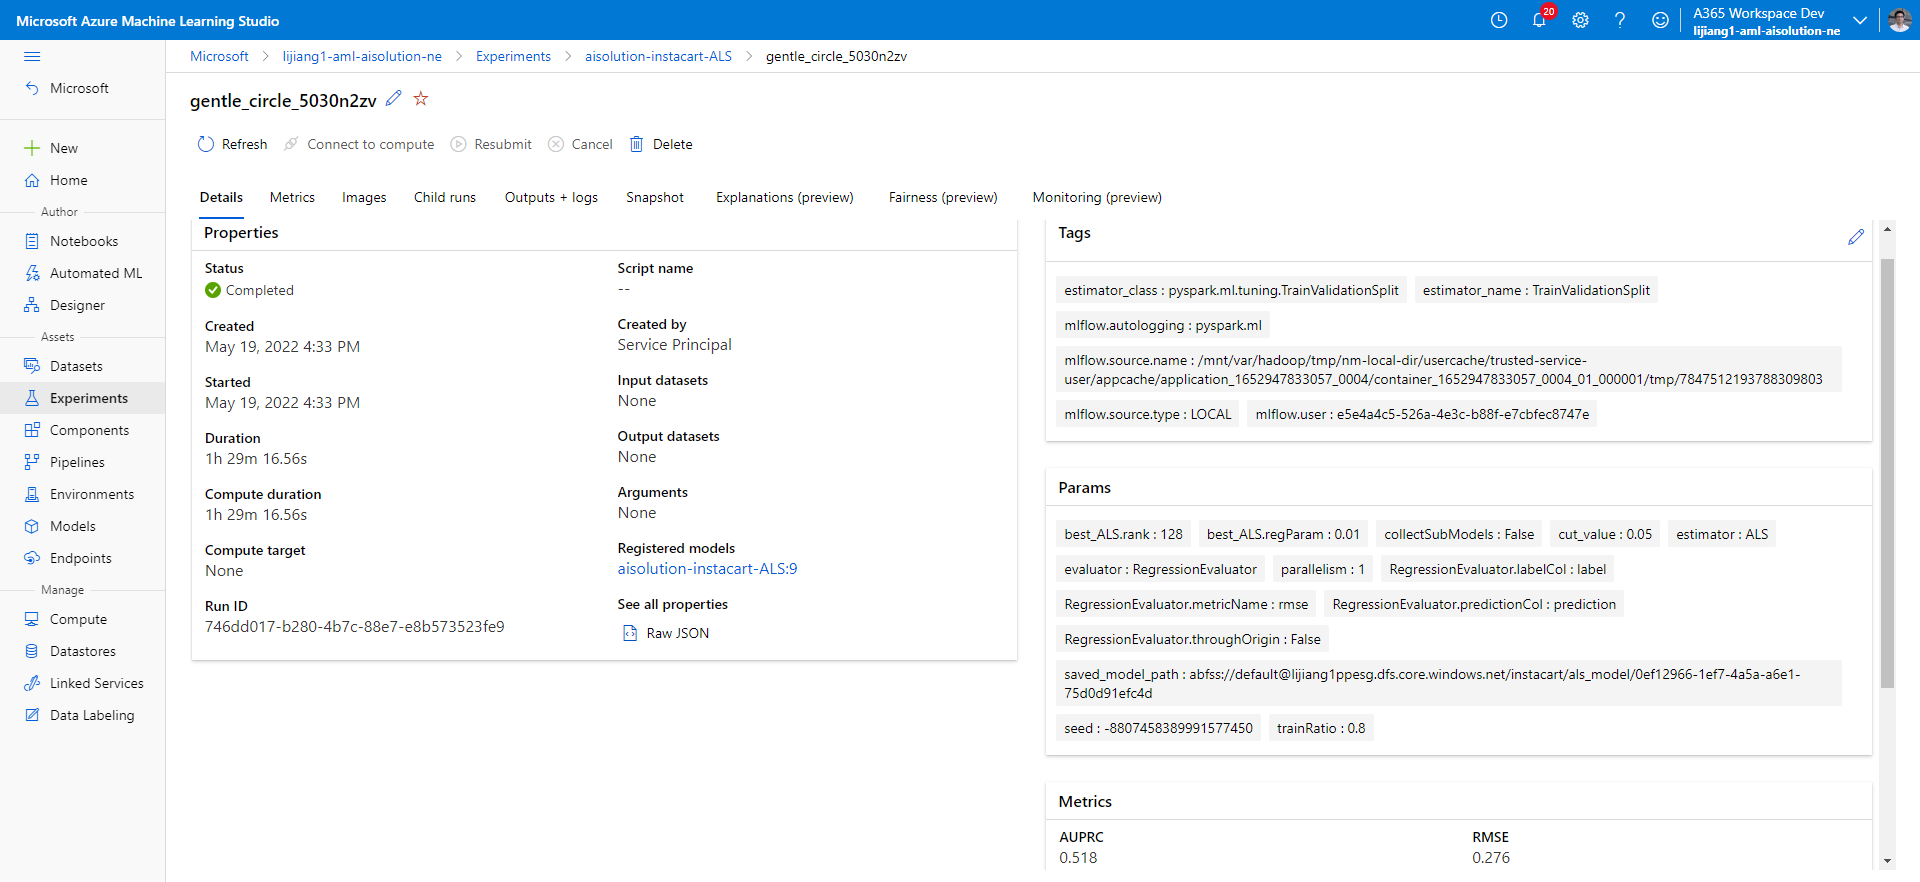 Microsoft Azure Machine Learning Studio
20
A365 Workspace Dev
lijiang1-aml-aisolution-ne
Microsoft > lijiang1-aml-aisolution-ne > Experiments > aisolution-instacart-ALS > gentle_circle_5030n2zv
Microsoft
New
Home
Author
Notebooks
Automated ML
Designer
Assets
Datasets
Experiments
Components
Pipelines
Environments
Models
Endpoints
Manage
Compute
Datastores
Linked Services
Data Labeling
gentle_circle_5030n2zv
Refresh Connect to compute Resubmit Cancel Delete
Details Metrics Images Child runs Outputs + logs Snapshot Explanations (preview) Fairness (preview) Monitoring (preview)
Properties
Status
Completed
Created
May 19, 2022 4:33 PM
Started
May 19, 2022 4:33 PM
Duration
1h 29m 16.56s
Compute duration
1h 29m 16.56s
Compute target
None
Run ID
746dd017-b280-4b7c-88e7-e8b573523fe9
Script name
--
Created by
Service Principal
Input datasets
None
Output datasets
None
Arguments
None
Registered models
aisolution-instacart-ALS:9
See all properties
Raw JSON
Tags
estimator_class : pyspark.ml.tuning.TrainValidationSplit estimator_name : TrainValidationSplit
mlflow.autologging : pyspark.ml
mlflow.source.name : /mnt/var/hadoop/tmp/nm-local-dir/usercache/trusted-service-
user/appcache/application_1652947833057_0004/container_1652947833057_0004_01_000001/tmp/7847512193788309803
mlflow.source.type : LOCAL mlflow.user : e5e4a4c5-526a-4e3c-b88f-e7cbfec8747e
Params
best_ALS.rank : 128 best_ALS.regParam : 0.01 collectSubModels : False cut_value : 0.05 estimator : ALS
evaluator : RegressionEvaluator parallelism : 1 RegressionEvaluator.labelCol : label
RegressionEvaluator.metricName : rmse RegressionEvaluator.predictionCol : prediction
RegressionEvaluator.throughOrigin : False
saved_model_path : abfss://default@lijiang1ppesg.dfs.core.windows.net/instacart/als_model/0ef12966-1ef7-4a5a-a6e1-
75d0d91efc4d
seed : -8807458389991577450 trainRatio : 0.8
Metrics
AUPRC RMSE
0.518 0.276